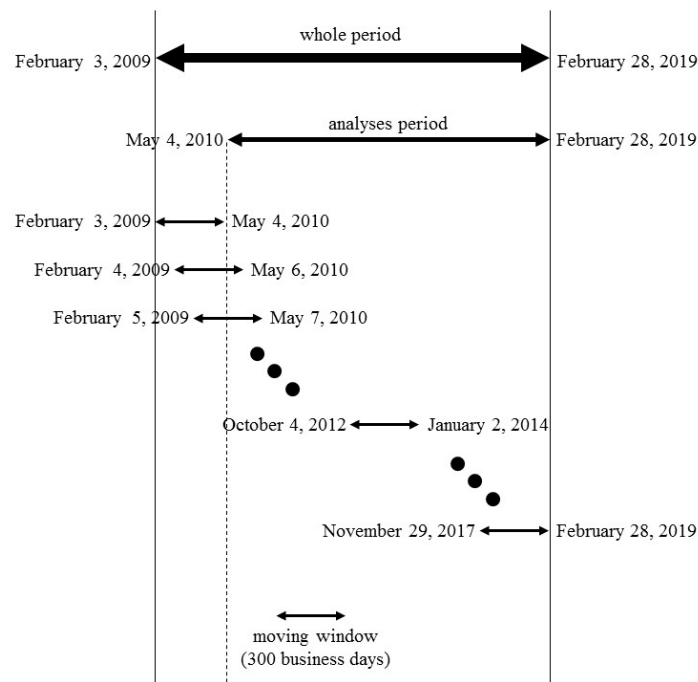 whole period
February 3, 2009 February 28, 2019
analyses period
May 4, 2010 February 28, 2019
February 3, 2009 May 4, 2010
February 4, 2009 May 6, 2010
February 5, 2009 May 7, 2010
October 4, 2012 January 2, 2014
November 29, 2017 February 28, 2019
moving window
(300 business days)